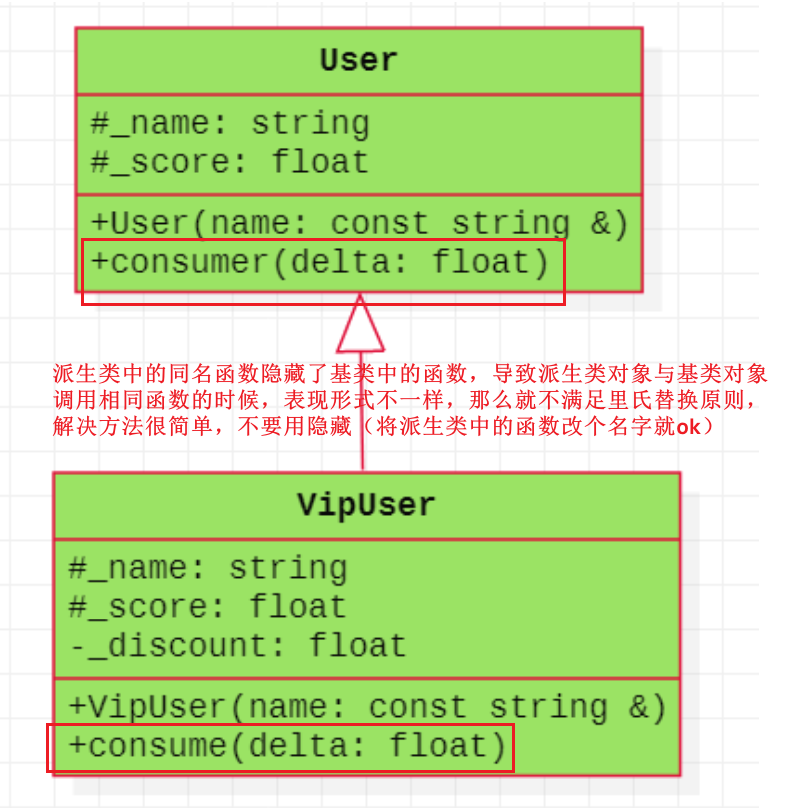 User
#_name: string
#_score: float
+User(name: const string &)
+consumer(delta: float)
派生类中的同名函数隐藏了基类中的函数，导致派生类对象与基类对象
调用相同函数的时候，表现形式不一样，那么就不满足里氏替换原则，
解决方法很简单，不要用隐藏（将派生类中的函数改个名字就ok）
VipUser
#_name: string
#_score: float
-_discount: float
+VipUser(name: const string &)
+consume(delta: float)